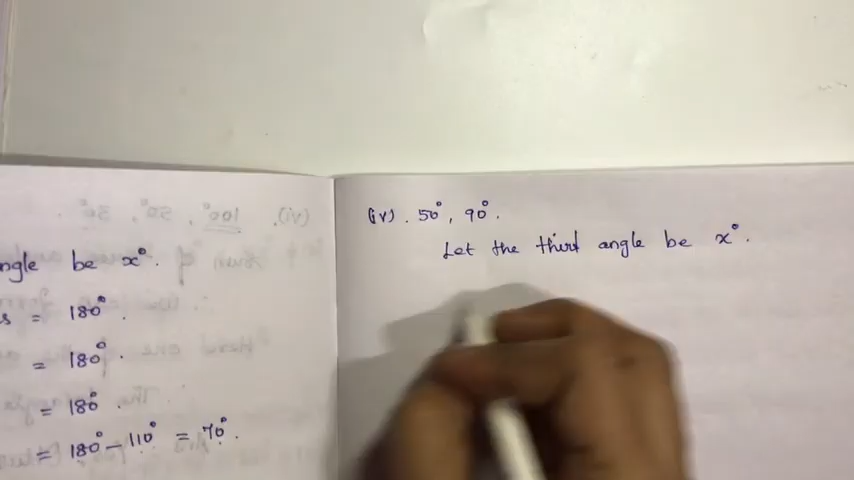 ngle be x°.
s = 180°.
= 180°.
= 180°.
= 180° - 110° = 70°.
(iv). 50°, 90°.
Let the third angle be x°.